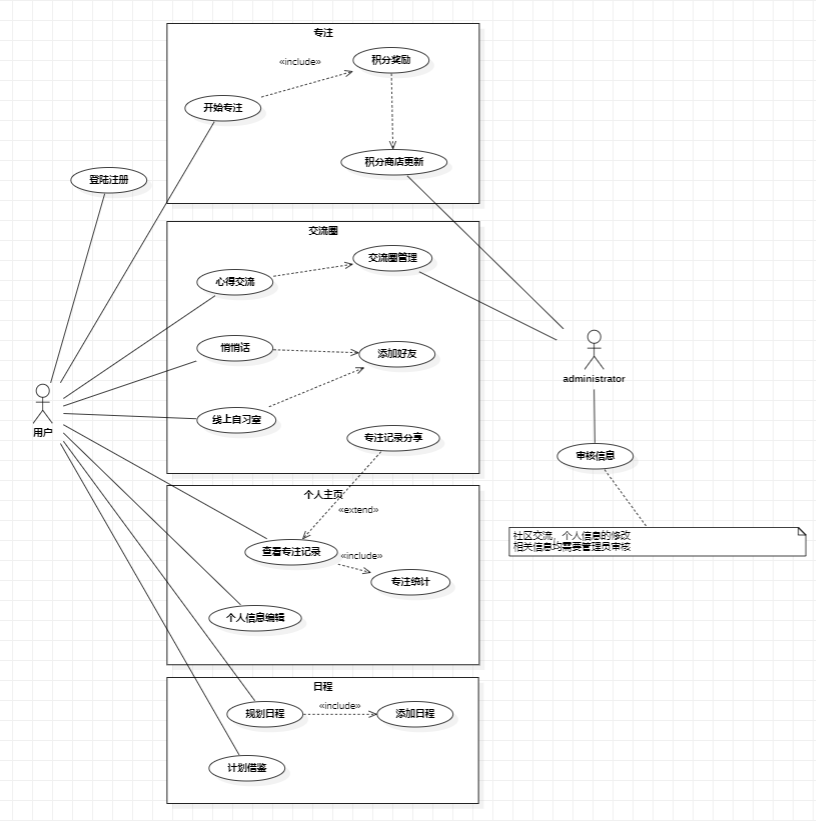 专注
«include»
积分奖励
开始专注
积分商店更新
登陆注册
交流圈
交流圈管理
心得交流
悄悄话
添加好友
线上自习室
专注记录分享
用户
administrator
审核信息
社区交流，个人信息的修改
相关信息均需要管理员审核
个人主页
«extend»
查看专注记录
«include»
专注统计
个人信息编辑
日程
规划日程
«include»
添加日程
计划借鉴